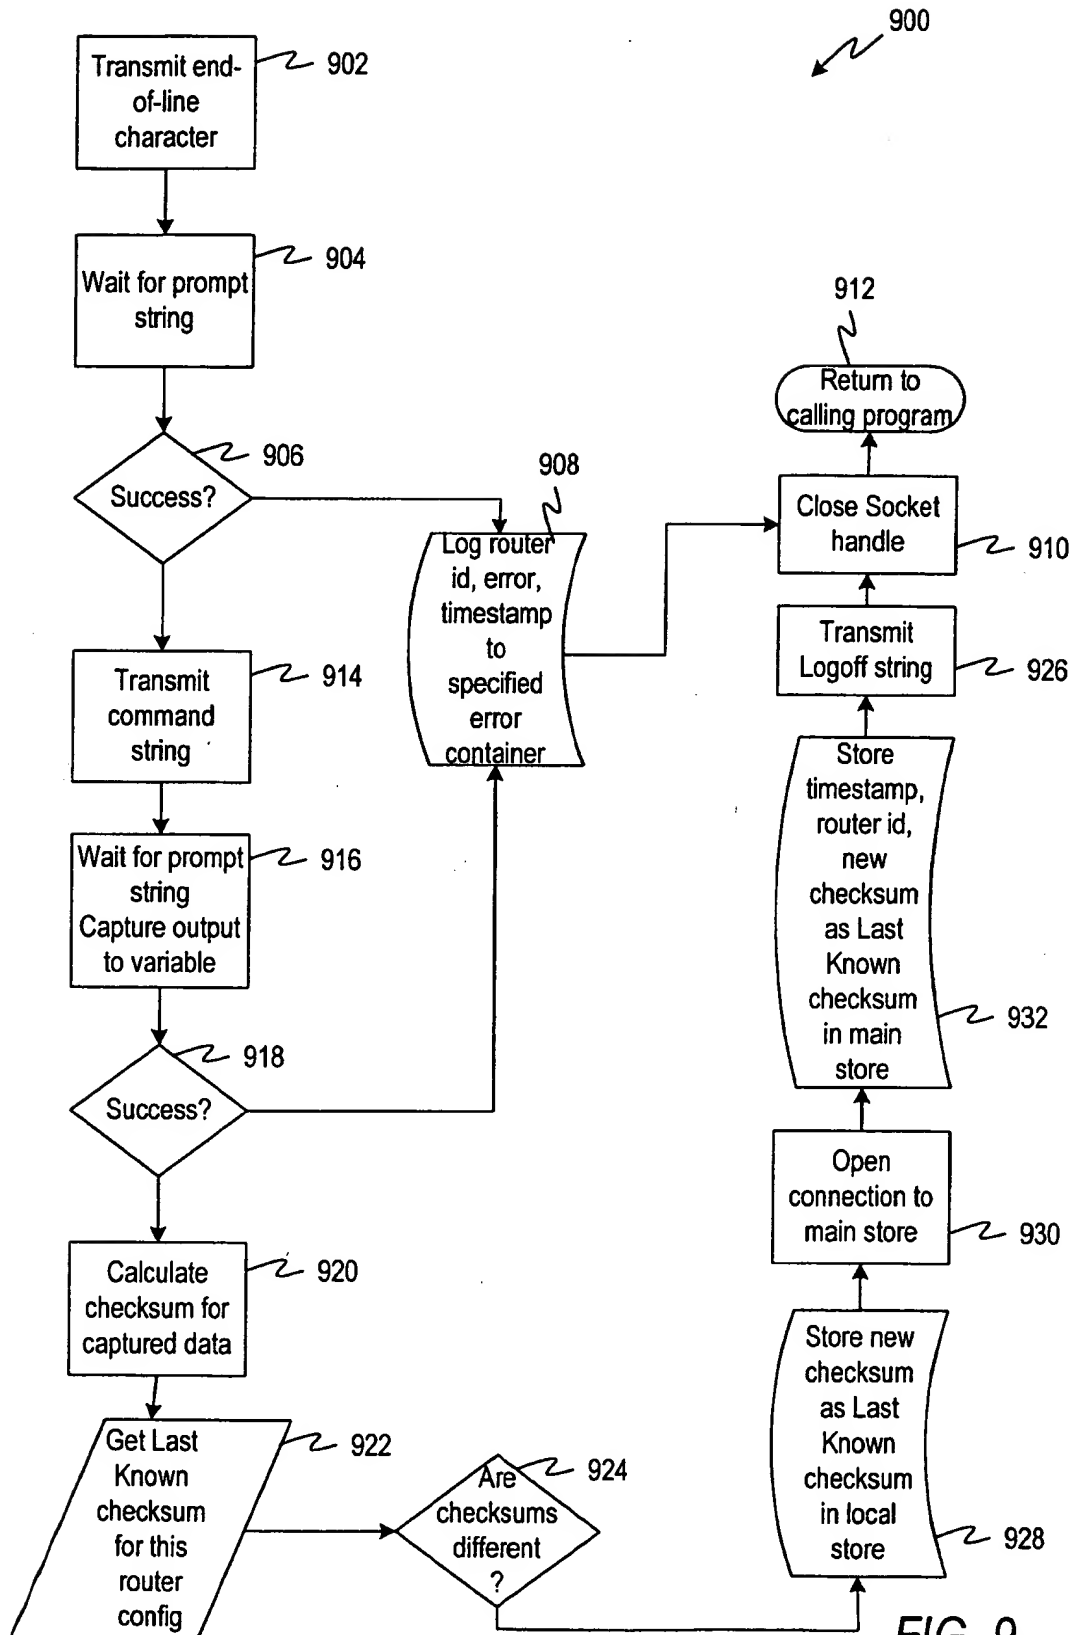 900
Transmit end-
of-line
character
902
Wait for prompt
string
904
Success?
906
Log router
id, error,
timestamp
to
specified
error
container
908
912
Return to
calling program
Close Socket
handle
910
Transmit
Logoff string
926
Transmit
command
string
914
Wait for prompt
string
Capture output
to variable
916
Success?
918
Calculate
checksum for
captured data
920
Get Last
Known
checksum
for this
router
config
922
Are
checksums
different
?
924
Store
timestamp,
router id,
new
checksum
as Last
Known
checksum
in main
store
932
Open
connection to
main store
930
Store new
checksum
as Last
Known
checksum
in local
store
928
FIG. 9